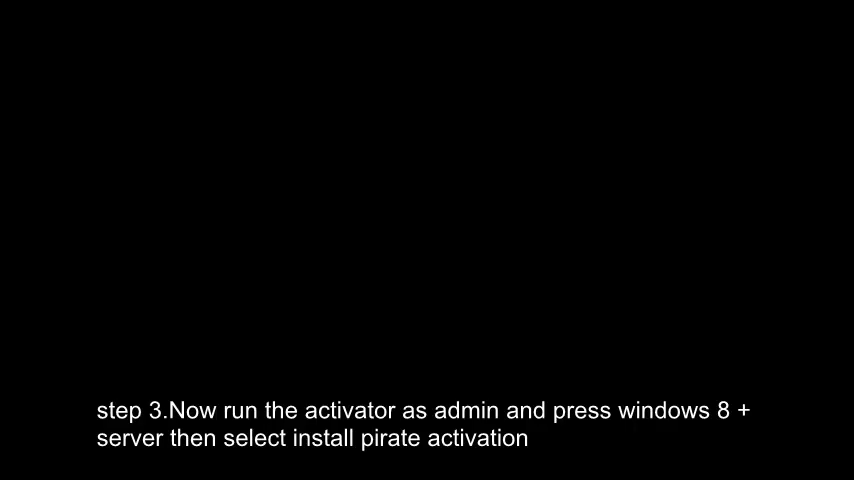 step 3.Now run the activator as admin and press windows 8 +
server then select install pirate activation